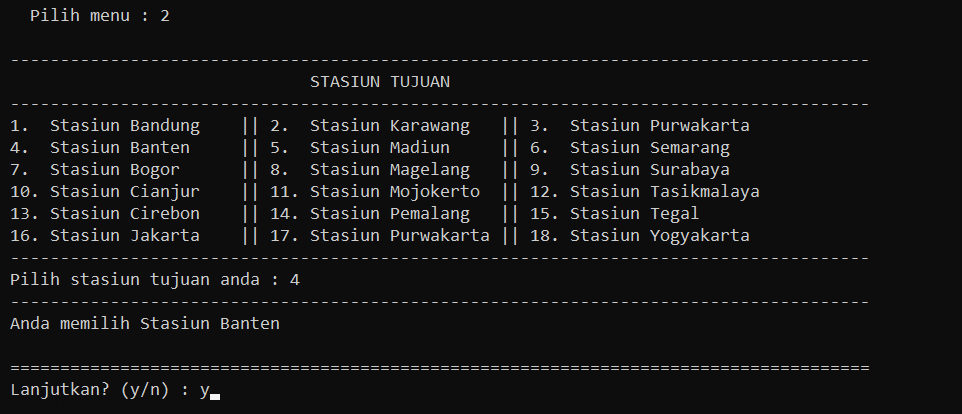 Pilih menu : 2
--------------------------------------------------------------------------------------
STASIUN TUJUAN
--------------------------------------------------------------------------------------
1.  Stasiun Bandung    || 2.  Stasiun Karawang   || 3.  Stasiun Purwakarta
4.  Stasiun Banten     || 5.  Stasiun Madiun     || 6.  Stasiun Semarang
7.  Stasiun Bogor      || 8.  Stasiun Magelang   || 9.  Stasiun Surabaya
10. Stasiun Cianjur    || 11. Stasiun Mojokerto  || 12. Stasiun Tasikmalaya
13. Stasiun Cirebon    || 14. Stasiun Pemalang   || 15. Stasiun Tegal
16. Stasiun Jakarta    || 17. Stasiun Purwakarta || 18. Stasiun Yogyakarta
--------------------------------------------------------------------------------------
Pilih stasiun tujuan anda : 4
--------------------------------------------------------------------------------------
Anda memilih Stasiun Banten
======================================================================================
Lanjutkan? (y/n) : y